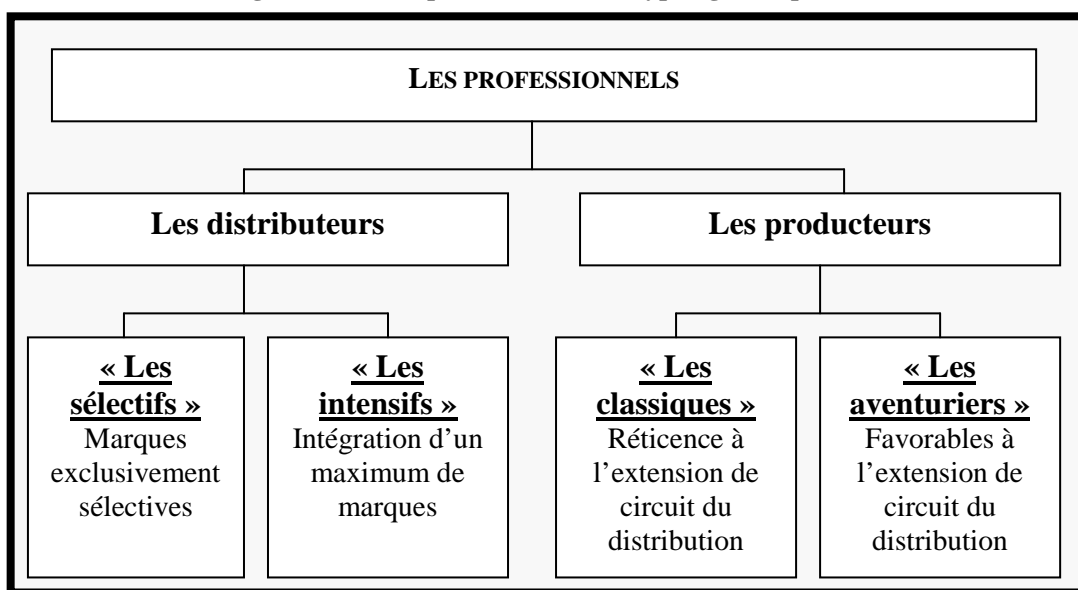 LES PROFESSIONNELS
Les distributeurs
Les producteurs
« Les
sélectifs »
Marques
exclusivement
sélectives
« Les
intensifs »
Intégration d’un
maximum de
marques
« Les
classiques »
Réticence à
l’extension de
circuit du
distribution
« Les
aventuriers »
Favorables à
l’extension de
circuit du
distribution